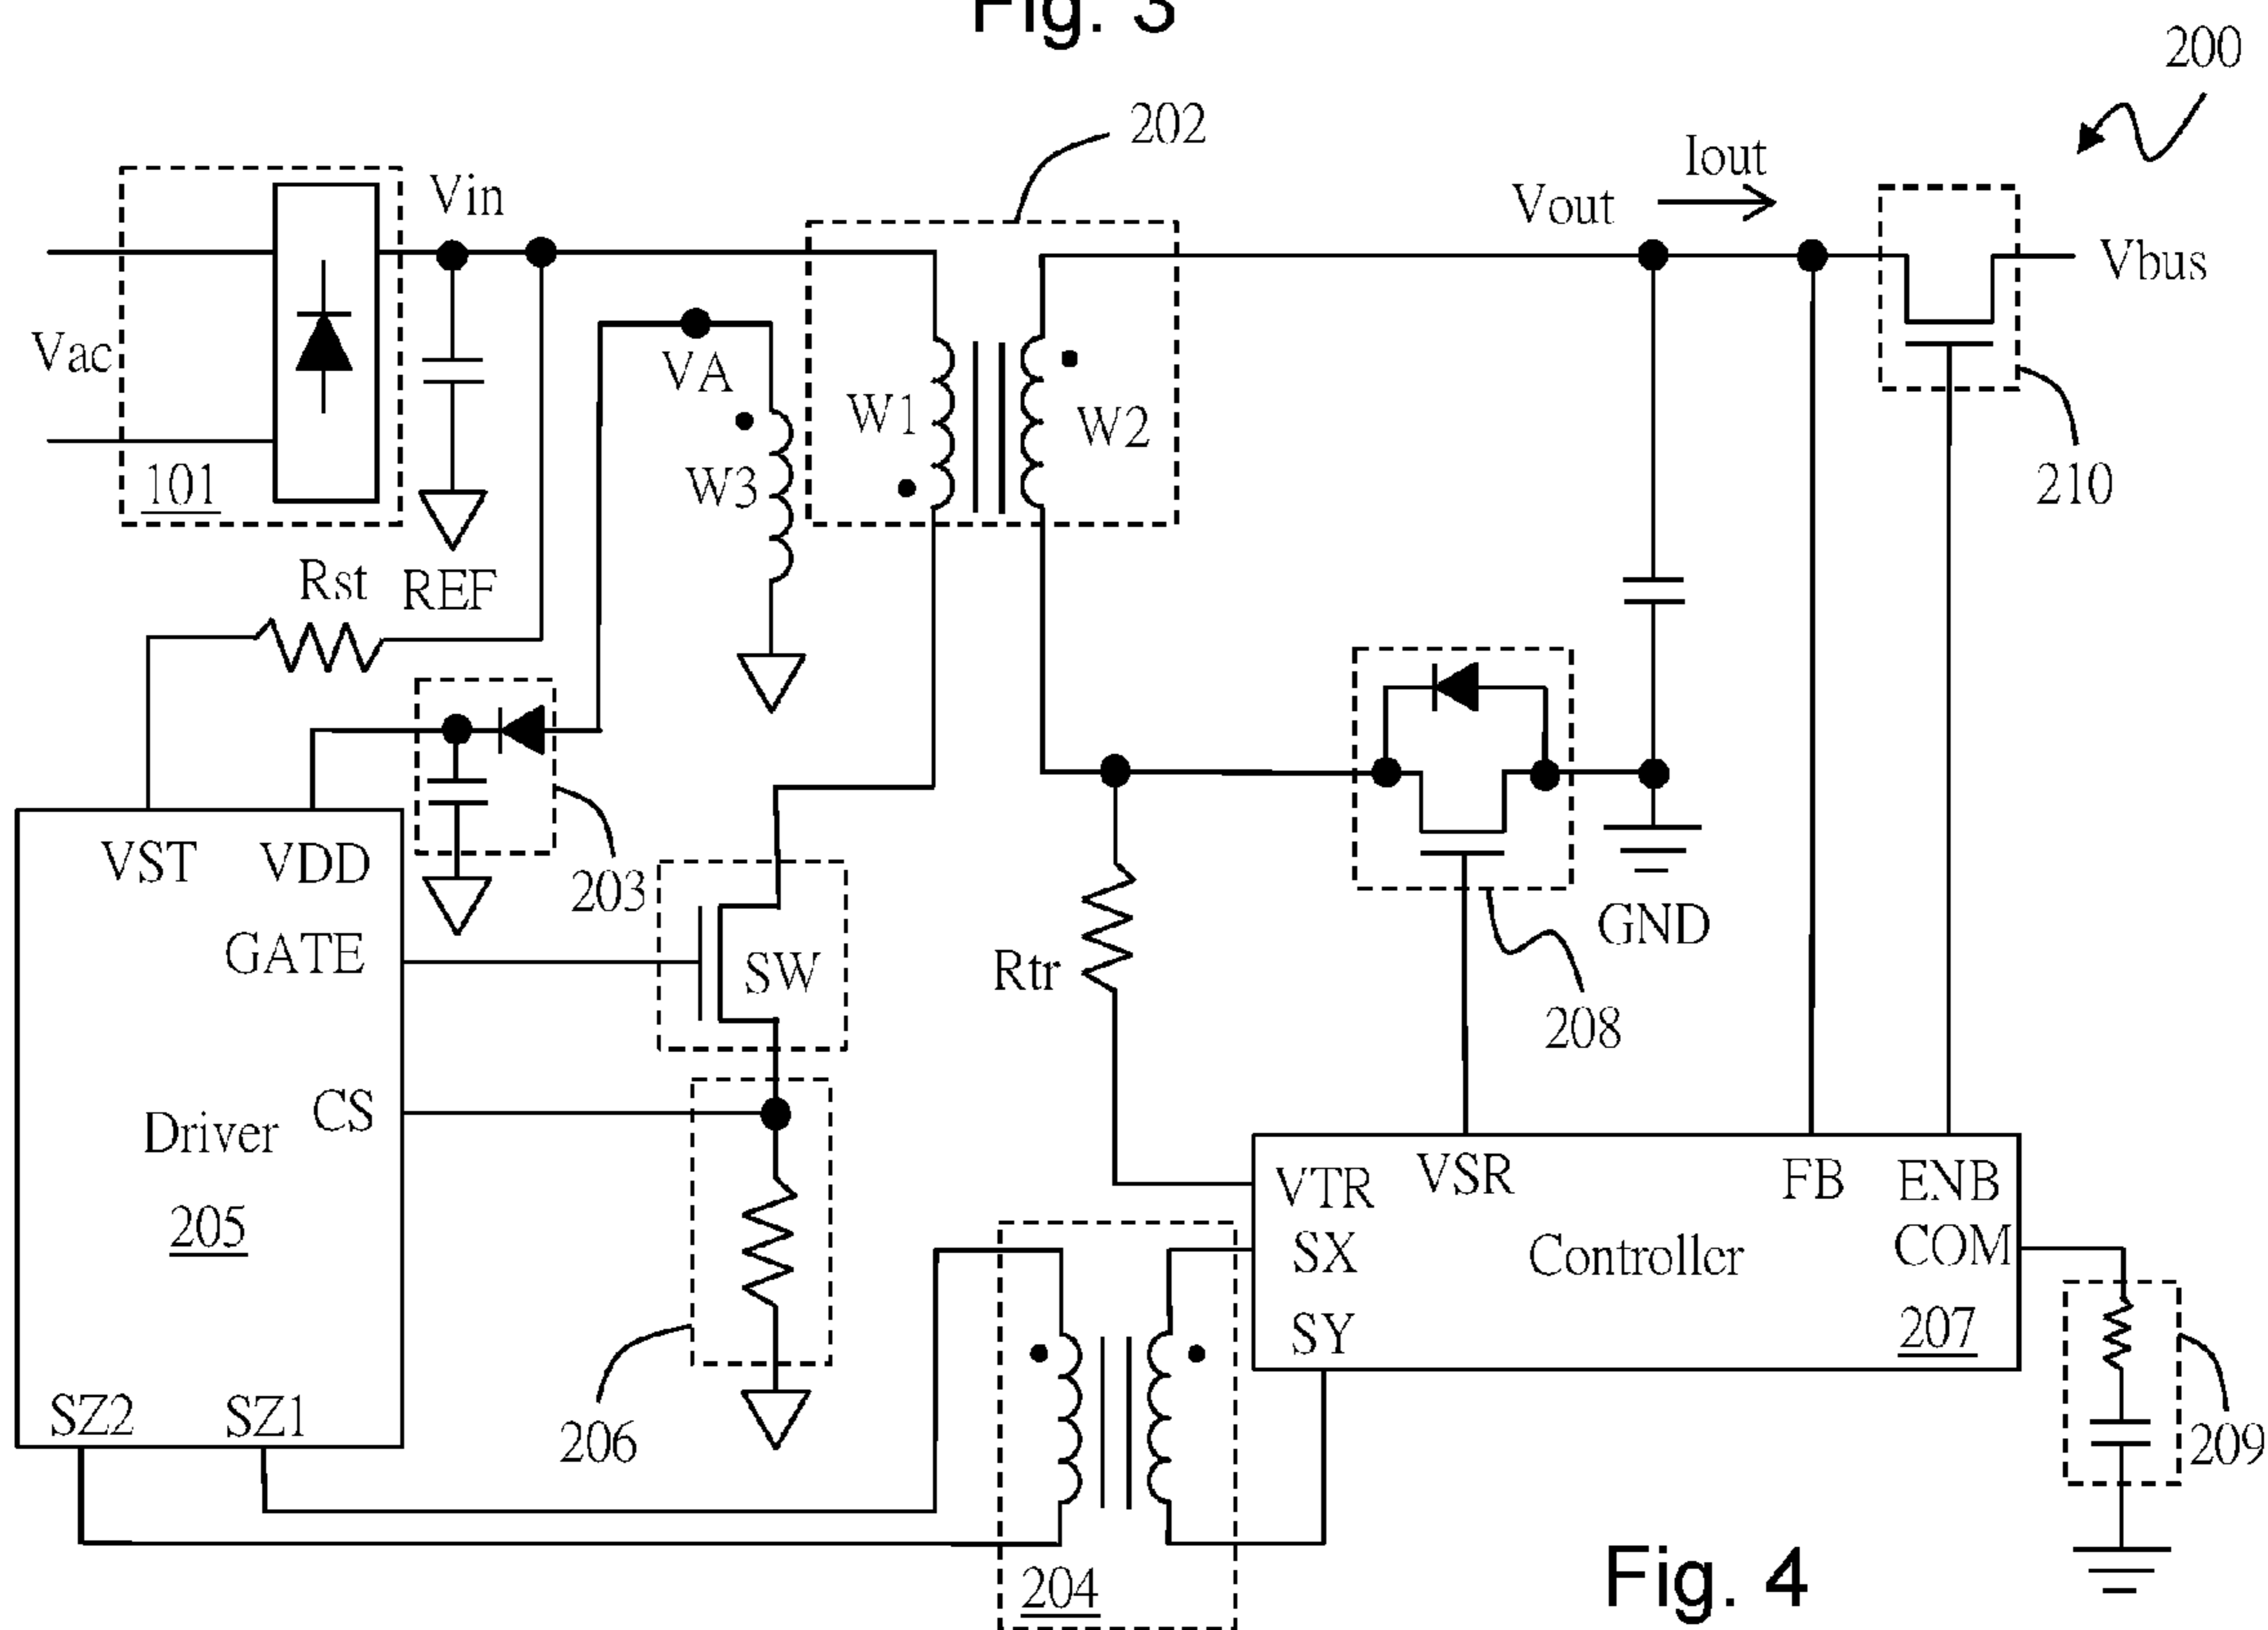 Fig. 3
200
202
Iout
Vin
Vout
Vbus
Vac
VA
W1
W2
W3
101
210
Rst
REF
VST
VDD
203
GATE
SW
Rtr
GND
208
CS
Driver
205
VTR
VSR
FB
ENB
SX
Controller
COM
SY
207
206
SZ2
SZ1
209
204
Fig. 4